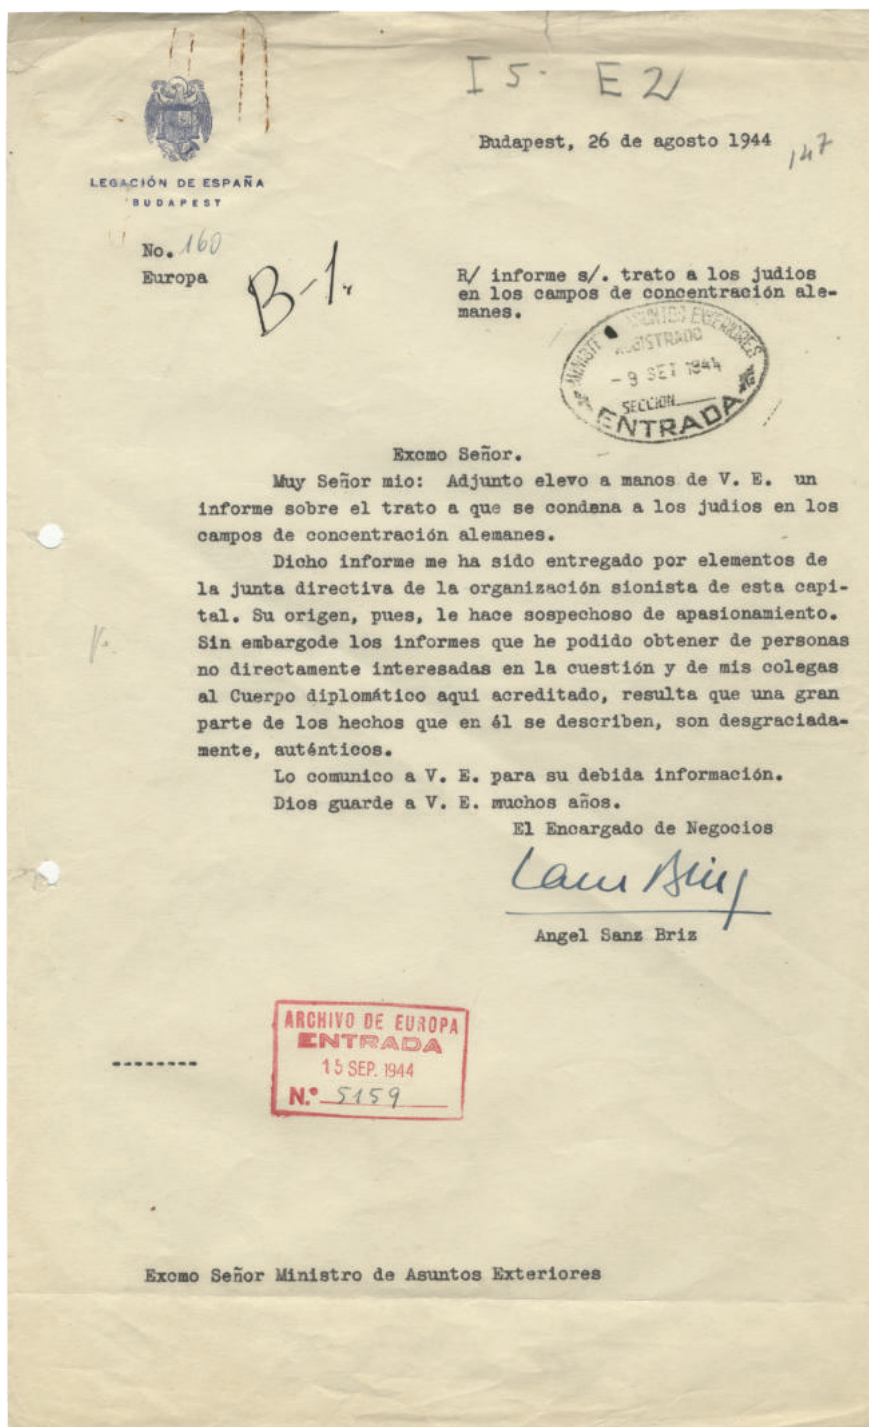 I 5. E 2
Budapest, 26 de agosto 1944
147
LEGACIÓN DE ESPAÑA
BUDAPEST
No. 160
Europa
B-1.
R/ informe s/. trato a los judios
en los campos de concentración ale-
manes.
ASUNTOS EXTERIORES
REGISTRADO
- 9 SET 1944
SECCION
ENTRADA
Excmo Señor.
Muy Señor mio: Adjunto elevo a manos de V. E. un
informe sobre el trato a que se condena a los judios en los
campos de concentración alemanes.
Dicho informe me ha sido entregado por elementos de
la junta directiva de la organización sionista de esta capi-
tal. Su origen, pues, le hace sospechoso de apasionamiento.
Sin embargode los informes que he podido obtener de personas
no directamente interesadas en la cuestión y de mis colegas
al Cuerpo diplomático aqui acreditado, resulta que una gran
parte de los hechos que en él se describen, son desgraciada-
mente, auténticos.
Lo comunico a V. E. para su debida información.
Dios guarde a V. E. muchos años.
El Encargado de Negocios
Sanz Briz
Angel Sanz Briz
ARCHIVO DE EUROPA
ENTRADA
15 SEP. 1944
N.° 5159
---------
Excmo Señor Ministro de Asuntos Exteriores